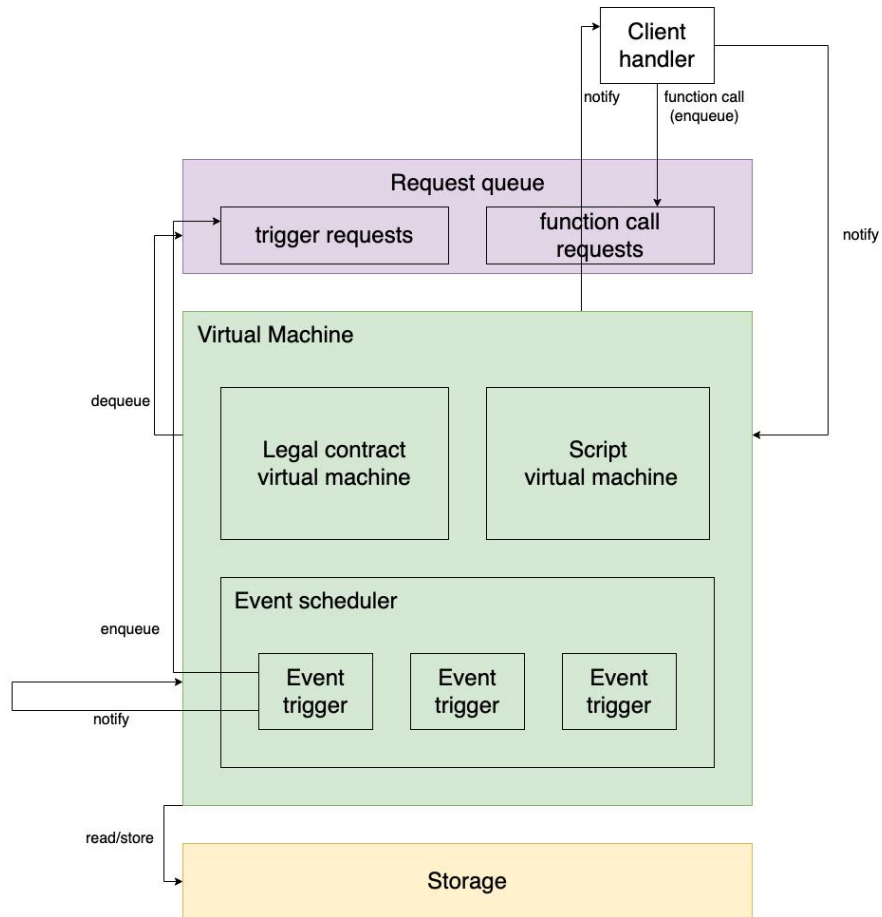 Client
handler
notify
function call
(enqueue)
Request queue
trigger requests
function call
requests
notify
Virtual Machine
dequeue
Legal contract
virtual machine
Script
virtual machine
Event scheduler
enqueue
Event
trigger
Event
trigger
Event
trigger
notify
read/store
Storage